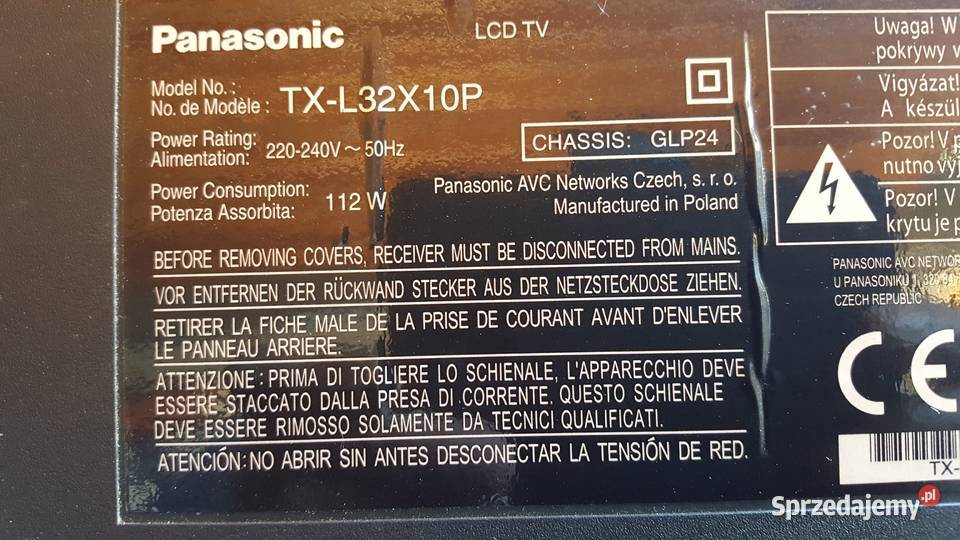 Panasonic
LCD TV
Model No. :
No. de Modèle : TX-L32X10P
Power Rating:
Alimentation: 220-240V ~ 50Hz
CHASSIS: GLP24
Power Consumption:
Potenza Assorbita: 112 W
Panasonic AVC Networks Czech, s. r. o.
Manufactured in Poland
BEFORE REMOVING COVERS, RECEIVER MUST BE DISCONNECTED FROM MAINS.
VOR ENTFERNEN DER RÜCKWAND STECKER AUS DER NETZSTECKDOSE ZIEHEN.
RETIRER LA FICHE MALE DE LA PRISE DE COURANT AVANT D'ENLEVER
LE PANNEAU ARRIERE.
ATTENZIONE : PRIMA DI TOGLIERE LO SCHIENALE, L'APPARECCHIO DEVE
ESSERE STACCATO DALLA PRESA DI CORRENTE. QUESTO SCHIENALE
DEVE ESSERE RIMOSSO SOLAMENTE DA TECNICI QUALIFICATI.
ATENCIÓN: NO ABRIR SIN ANTES DESCONECTAR LA TENSIÓN DE RED.
Uwaga! W
pokrywy
Vigyázat!
A készül
Pozor! V
nutno vyj
Pozor! V
krytu je
PANASONIC AVC NETWOR
U PANASONIKU 1, 326
CZECH REPUBLIC
CE
TX-
Sprzedajemy.pl